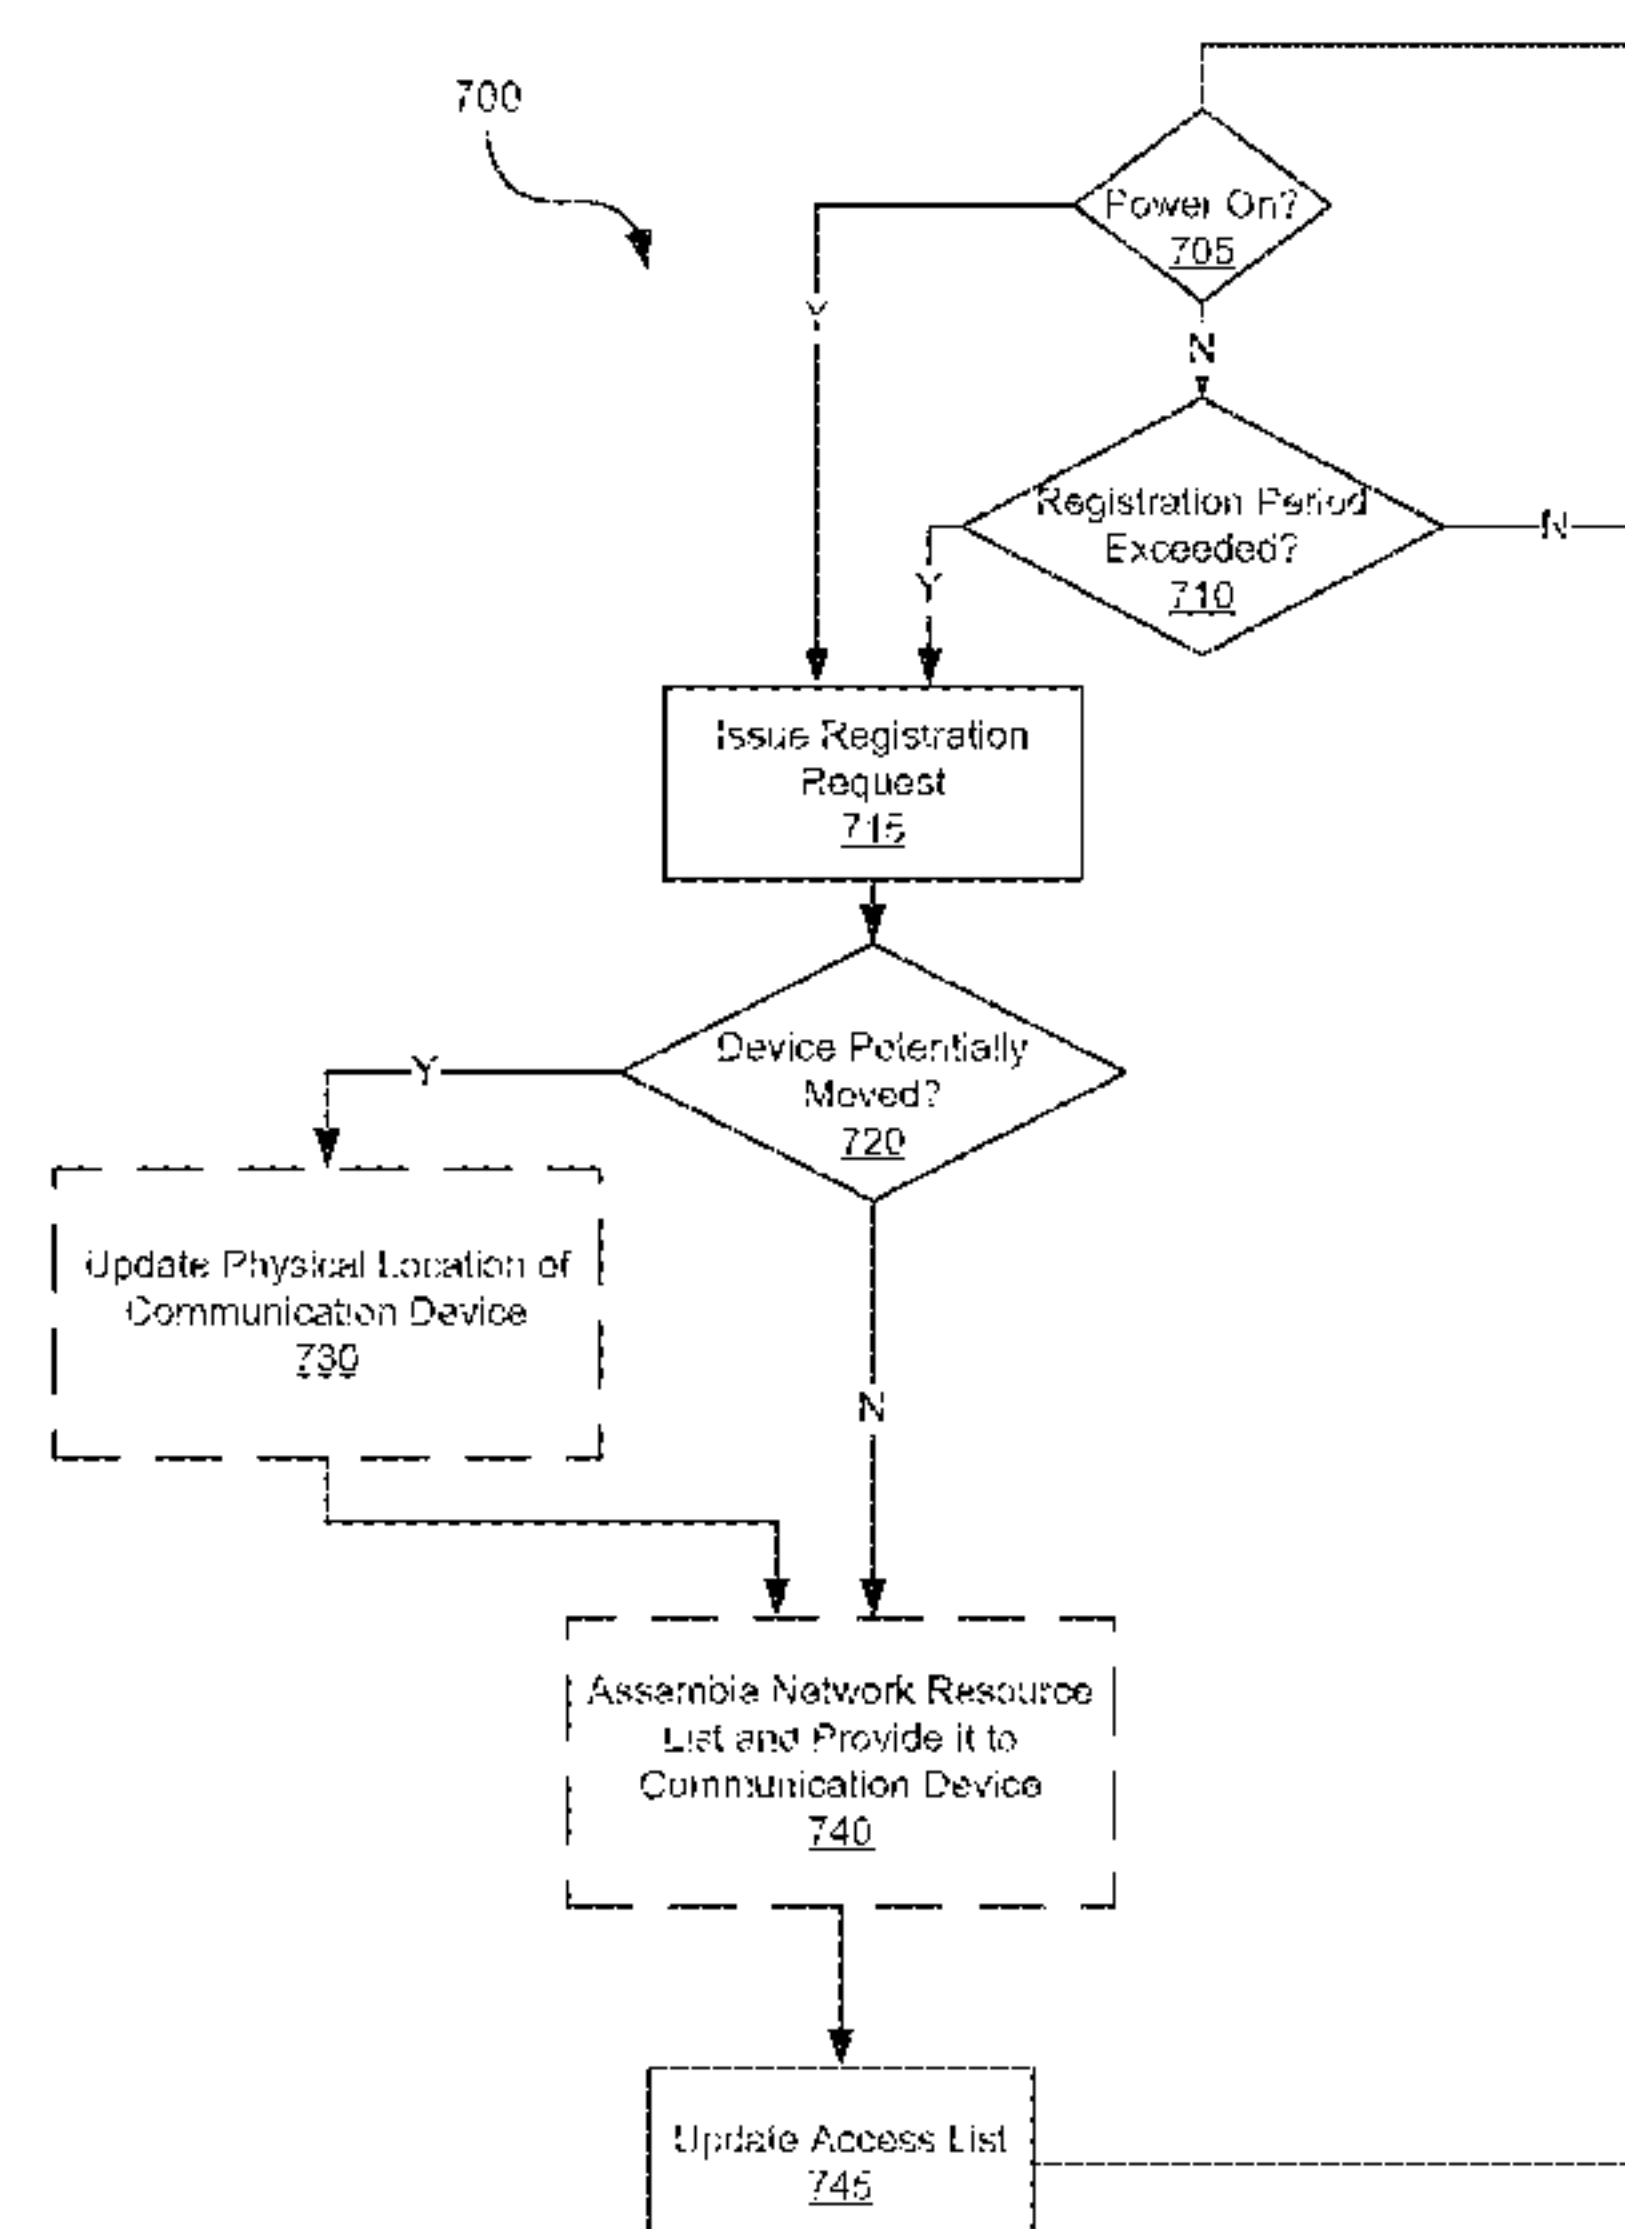 700
Power On?
705
Y
N
Registration Period
Exceeded?
710
N
Y
Issue Registration
Request
715
Device Potentially
Moved?
720
Y
Update Physical Location of
Communication Device
730
N
Assemble Network Resource
List and Provide it to
Communication Device
740
Update Access List
745